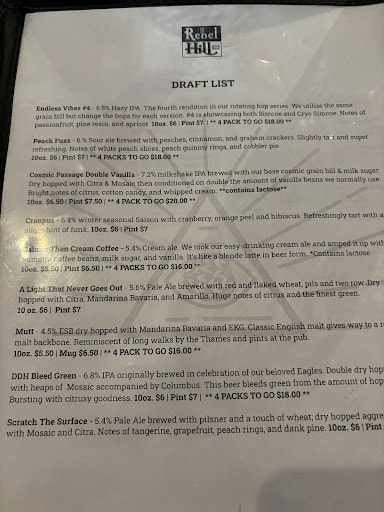 Rebel
Hill
DRAFT LIST
Endless Vibes #4 - 6.8% Hazy IPA. The fourth rendition in our rotating hop series. We utilize the same
grain bill but change the hops for each version. #4 is showcasing both Simcoe and Cryo Simcoe. Notes of
passionfruit, pine resin, and apricot. 10oz. $6 | Pint $7 | ** 4 PACKS TO GO $18.00 **
Peach Fuzz - 6.% Sour ale brewed with peaches, cinnamon, and graham crackers. Slightly tart and super
refreshing. Notes of white peach slices, peach gummy rings, and cobbler pie.
10oz. $6 | Pint $7 | ** 4 PACKS TO GO $18.00 **
Cosmic Passage Double Vanilla - 7.2% milkshake IPA brewed with our base cosmic grain bill & milk sugar.
Dry hopped with Citra & Mosaic then conditioned on double the amount of vanilla beans we normally use.
Bright notes of citrus, cotton candy, and whipped cream. **contains lactose**
10oz. $6.50 | Pint $7.50 | ** 4 PACK TO GO $20.00 **
Cranpus - 6.4% winter seasonal Saison with cranberry, orange peel and hibiscus. Refreshingly tart with a
slight hint of funk. 10oz. $6 | Pint $7
Than Cream Coffee - 5.4% Cream ale. We took our easy-drinking cream ale and amped it up with
Sumatra coffee beans, milk sugar, and vanilla. It's like a blonde latte in beer form. *Contains lactose
10oz. $5.50 | Pint $6.50 | ** 4 PACK TO GO $16.00 **
A Light That Never Goes Out - 5.6% Pale Ale brewed with red and flaked wheat, pils and two row. Dry
hopped with Citra, Mandarina Bavaria, and Amarillo. Huge notes of citrus and the finest green.
10 oz. $6 | Pint $7
Mutt - 4.5% ESB dry hopped with Mandarina Bavaria and EKG. Classic English malt gives way to a
malt backbone. Reminiscent of long walks by the Thames and pints at the pub.
10oz. $5.50 | Mug $6.50 | ** 4 PACK TO GO $16.00 **
DDH Bleed Green - 6.8% IPA originally brewed in celebration of our beloved Eagles. Double dry hop
with heaps of Mosaic accompanied by Columbus. This beer bleeds green from the amount of hop
Bursting with citrusy goodness. 10oz. $6 | Pint $7 | ** 4 PACKS TO GO $18.00 **
Scratch The Surface - 5.4% Pale Ale brewed with pilsner and a touch of wheat; dry hopped aggre
with Mosaic and Citra. Notes of tangerine, grapefruit, peach rings, and dank pine. 10oz. $6 | Pint